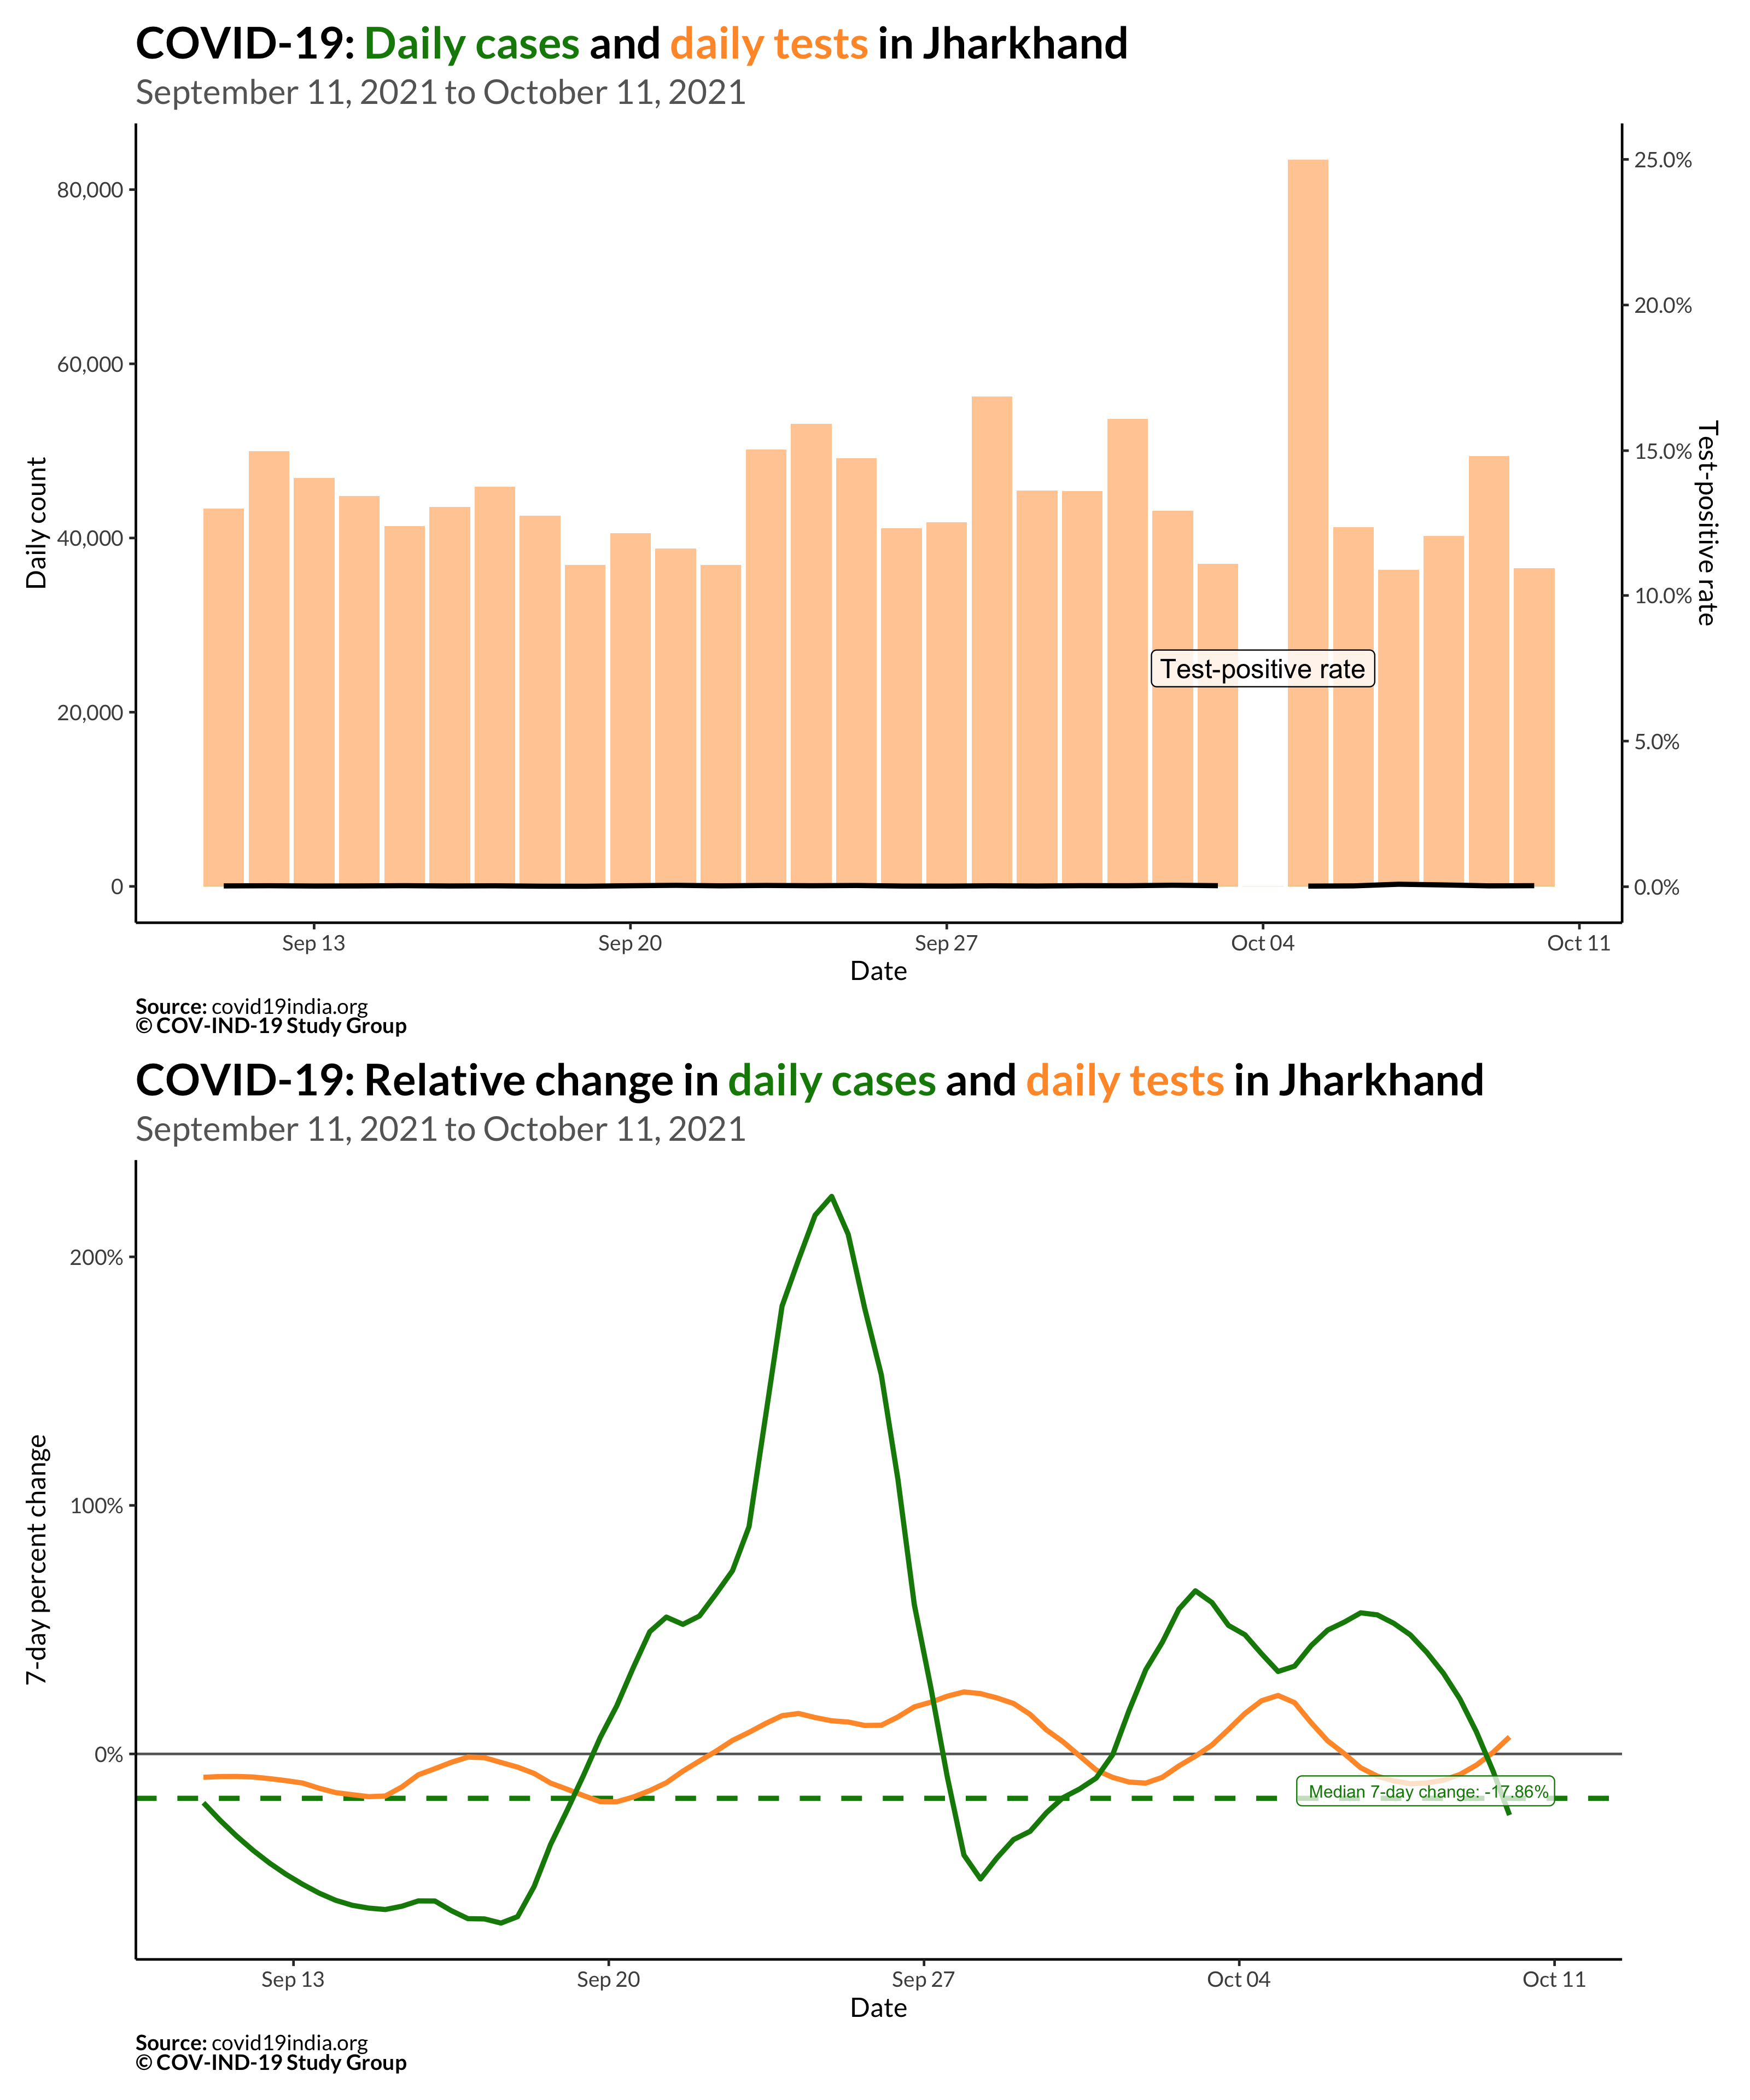 COVID-19: Daily cases and daily tests in Jharkhand
September 11, 2021 to October 11, 2021
80,000
60,000
40,000
20,000
0
Daily count
25.0%
20.0%
15.0%
10.0%
5.0%
0.0%
Test-positive rate
Test-positive rate
Sep 13
Sep 20
Sep 27
Oct 04
Oct 11
Date
Source: covid19india.org
© COV-IND-19 Study Group
COVID-19: Relative change in daily cases and daily tests in Jharkhand
September 11, 2021 to October 11, 2021
200%
100%
0%
7-day percent change
Median 7-day change: -17.86%
Sep 13
Sep 20
Sep 27
Oct 04
Oct 11
Date
Source: covid19india.org
© COV-IND-19 Study Group